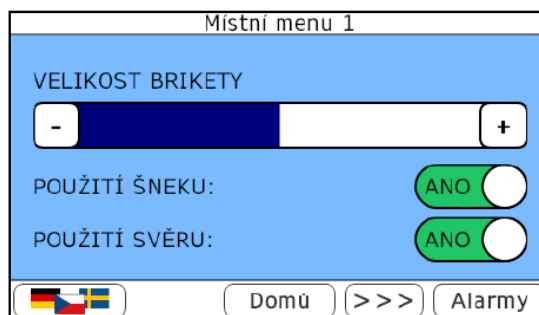 Místní menu 1
VELIKOST BRIKETY
- +
POUŽITÍ ŠNEKU: ANO
POUŽITÍ SVĚRU: ANO
Domů >>> Alarmy